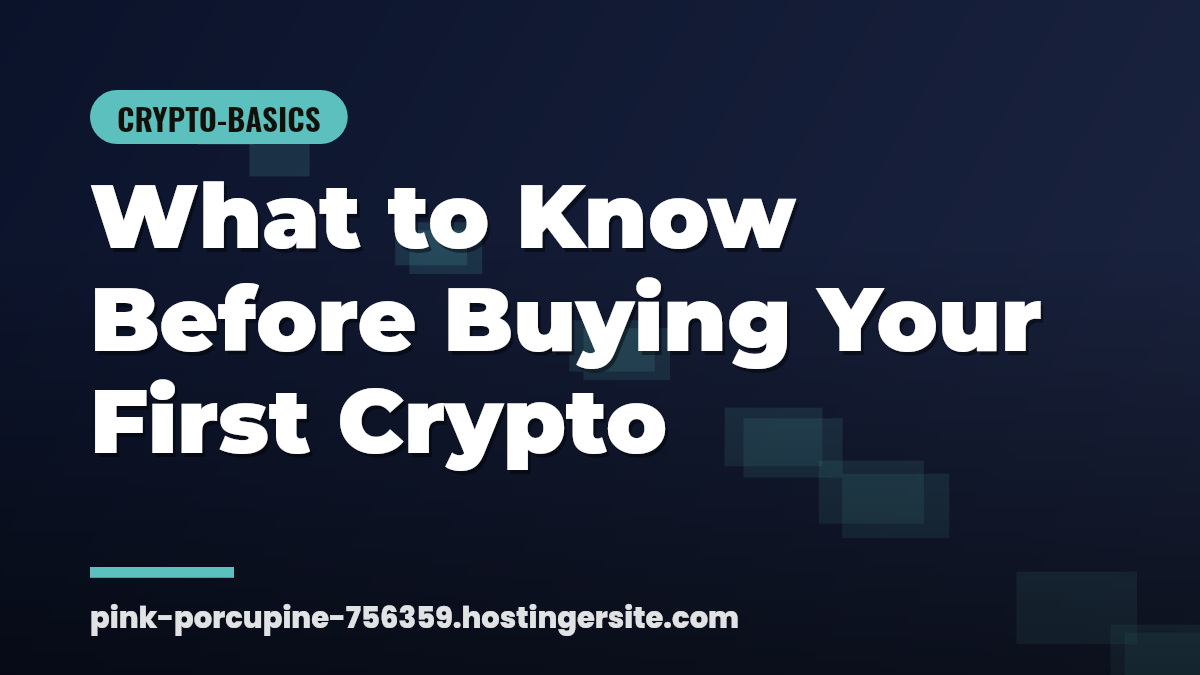 CRYPTO-BASICS
What to Know
Before Buying Your
First Crypto
pink-porcupine-756359.hostingersite.com